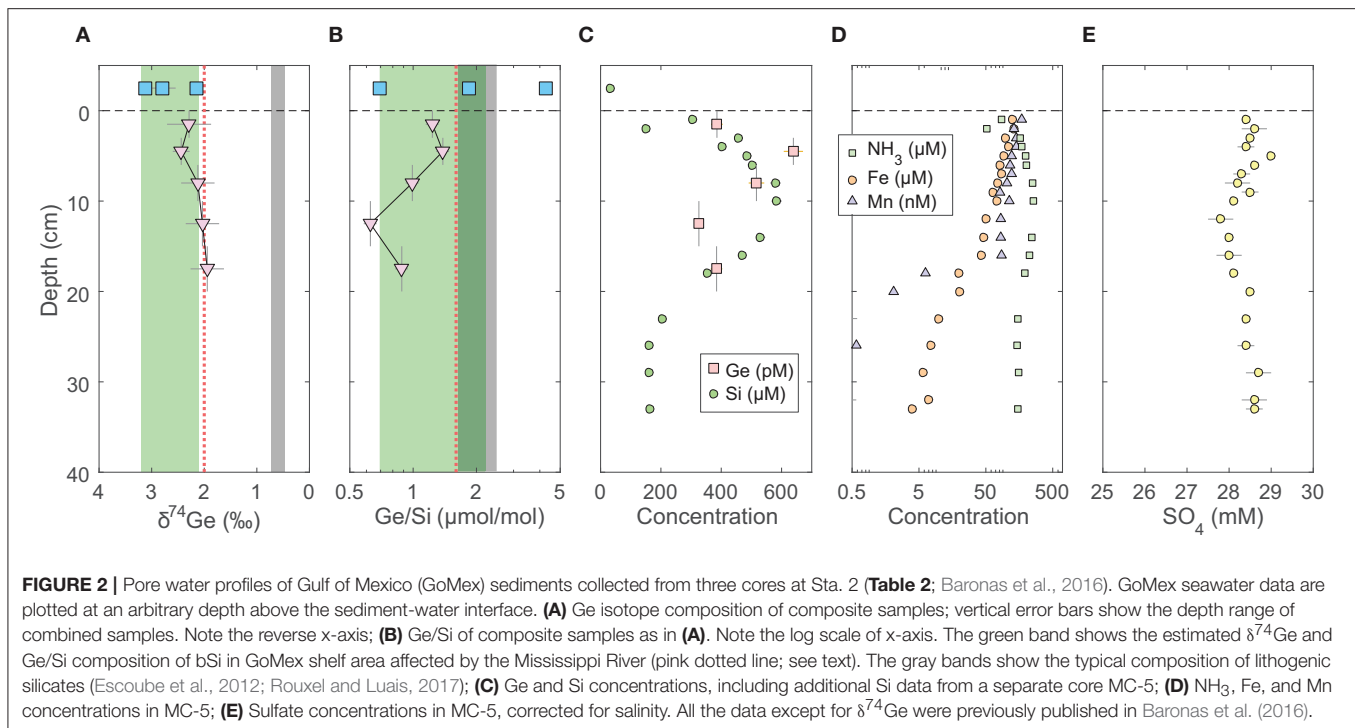 A
B
C
D
E
Depth (cm)
0
10
20
30
40
4
3
2
1
0
δ⁷⁴Ge (‰)
0.5
1
2
5
Ge/Si (μmol/mol)
Ge (pM)
Si (μM)
0
200
400
600
Concentration
NH₃ (μM)
Fe (μM)
Mn (nM)
0.5
5
50
500
Concentration
25
26
27
28
29
30
SO₄ (mM)
FIGURE 2 | Pore water profiles of Gulf of Mexico (GoMex) sediments collected from three cores at Sta. 2 (Table 2; Baronas et al., 2016). GoMex seawater data are
plotted at an arbitrary depth above the sediment-water interface. (A) Ge isotope composition of composite samples; vertical error bars show the depth range of
combined samples. Note the reverse x-axis; (B) Ge/Si of composite samples as in (A). Note the log scale of x-axis. The green band shows the estimated δ⁷⁴Ge and
Ge/Si composition of bSi in GoMex shelf area affected by the Mississippi River (pink dotted line; see text). The gray bands show the typical composition of lithogenic
silicates (Escoube et al., 2012; Rouxel and Luais, 2017); (C) Ge and Si concentrations, including additional Si data from a separate core MC-5; (D) NH₃, Fe, and Mn
concentrations in MC-5; (E) Sulfate concentrations in MC-5, corrected for salinity. All the data except for δ⁷⁴Ge were previously published in Baronas et al. (2016).